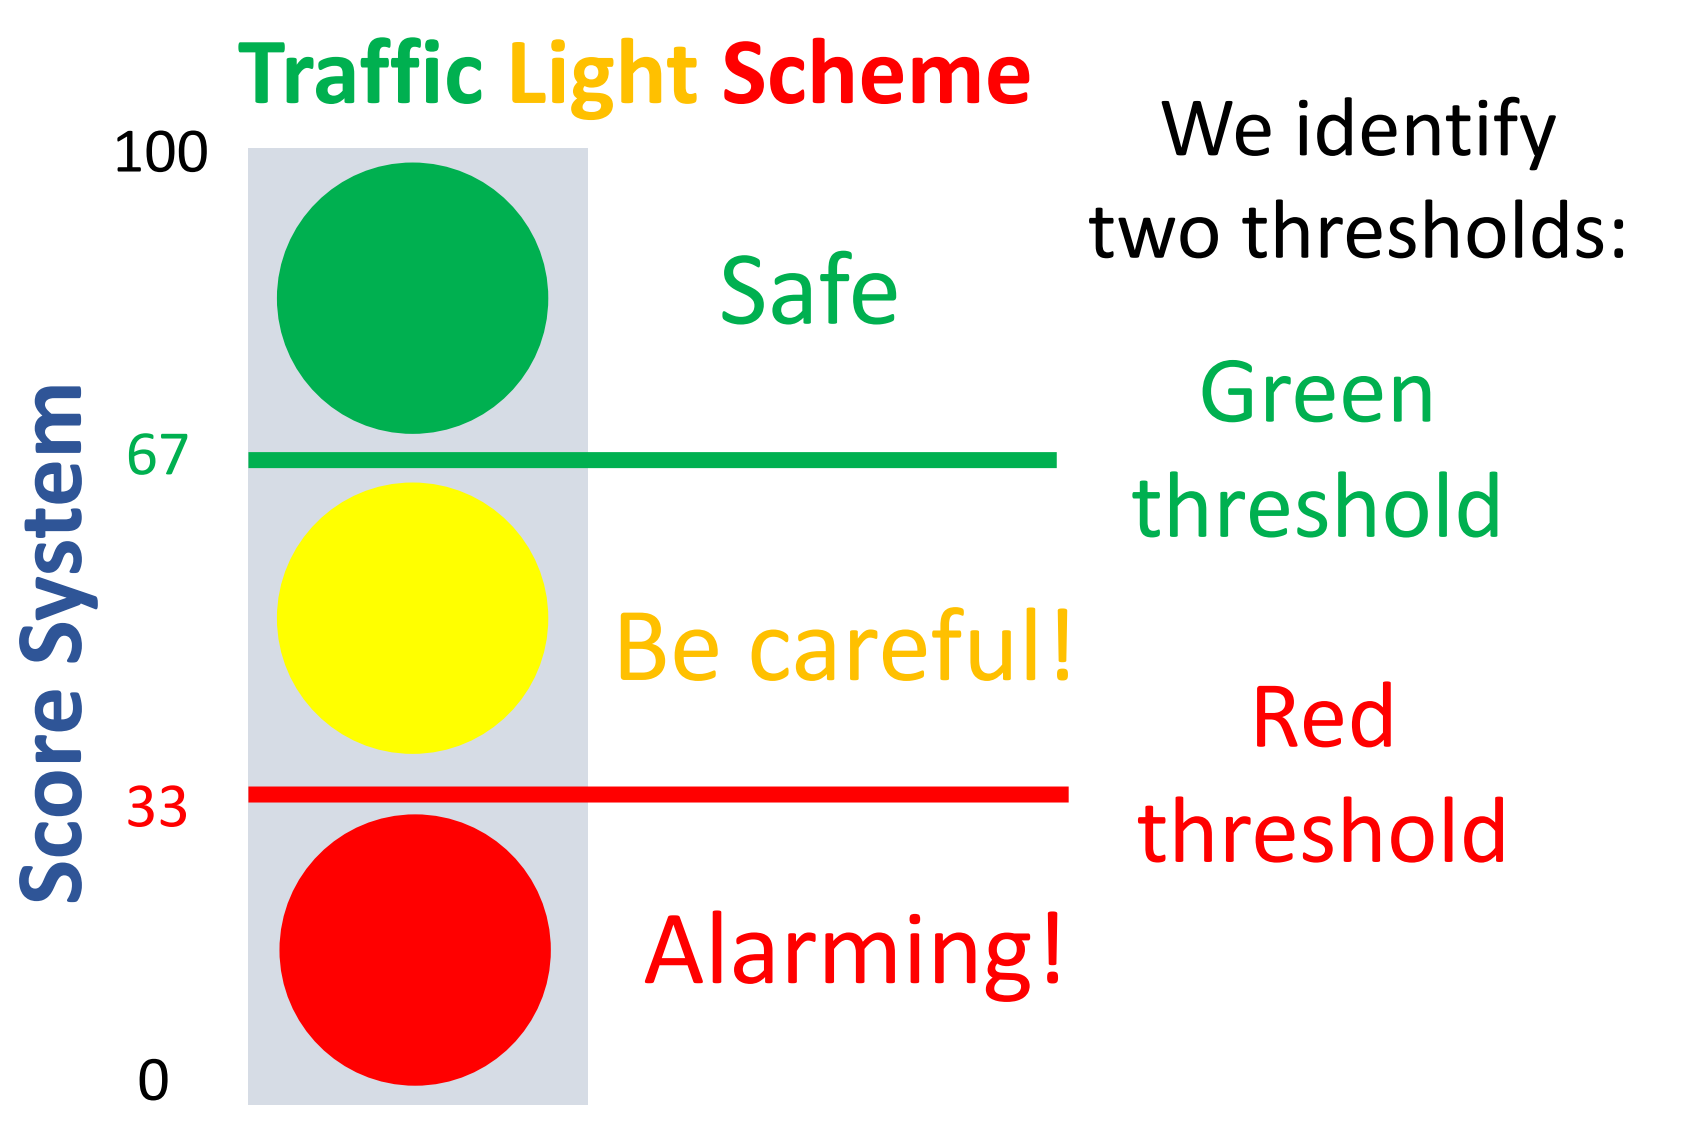 Traffic Light Scheme
We identify
two thresholds:
100
Safe
Green
threshold
67
Score System
Be careful!
Red
threshold
33
Alarming!
0